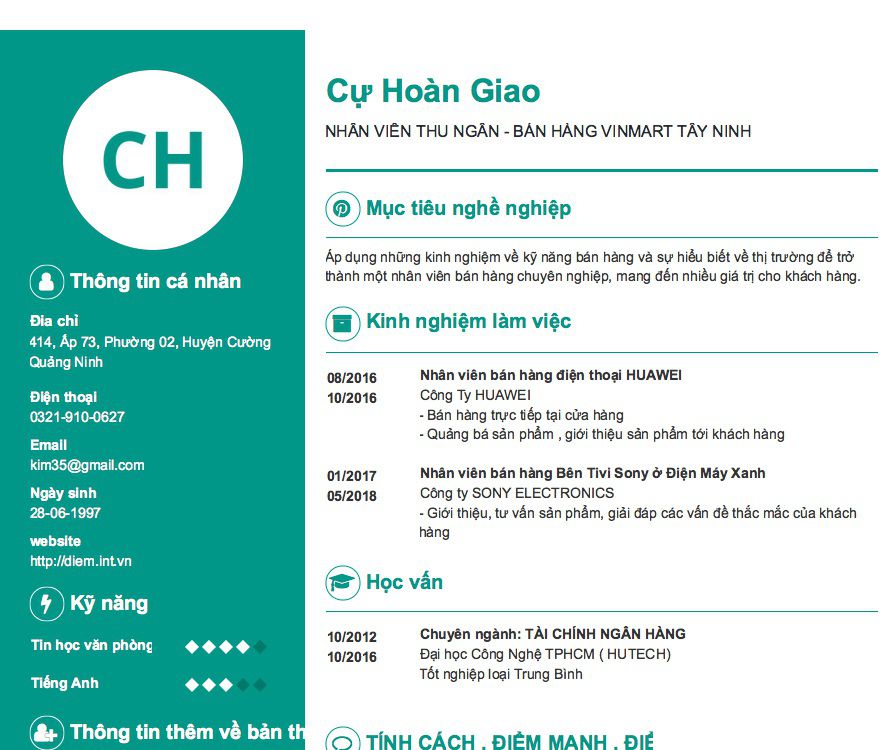 CH
Thông tin cá nhân
Địa chỉ
414, Ấp 73, Phường 02, Huyện Cường
Quảng Ninh
Điện thoại
0321-910-0627
Email
kim35@gmail.com
Ngày sinh
28-06-1997
website
http://diem.int.vn
Kỹ năng
Tin học văn phòng
Tiếng Anh
Thông tin thêm về bản th
Cự Hoàn Giao
NHÂN VIÊN THU NGÂN - BÁN HÀNG VINMART TÂY NINH
Mục tiêu nghề nghiệp
Áp dụng những kinh nghiệm về kỹ năng bán hàng và sự hiểu biết về thị trường để trở
thành một nhân viên bán hàng chuyên nghiệp, mang đến nhiều giá trị cho khách hàng.
Kinh nghiệm làm việc
08/2016
10/2016
Nhân viên bán hàng điện thoại HUAWEI
Công Ty HUAWEI
- Bán hàng trực tiếp tại cửa hàng
- Quảng bá sản phẩm , giới thiệu sản phẩm tới khách hàng
01/2017
05/2018
Nhân viên bán hàng Bên Tivi Sony ở Điện Máy Xanh
Công ty SONY ELECTRONICS
- Giới thiệu, tư vấn sản phẩm, giải đáp các vấn đề thắc mắc của khách
hàng
Học vấn
10/2012
10/2016
Chuyên ngành: TÀI CHÍNH NGÂN HÀNG
Đại học Công Nghệ TPHCM ( HUTECH)
Tốt nghiệp loại Trung Bình
TÍNH CÁCH , ĐIỂM MẠNH , ĐIỂ